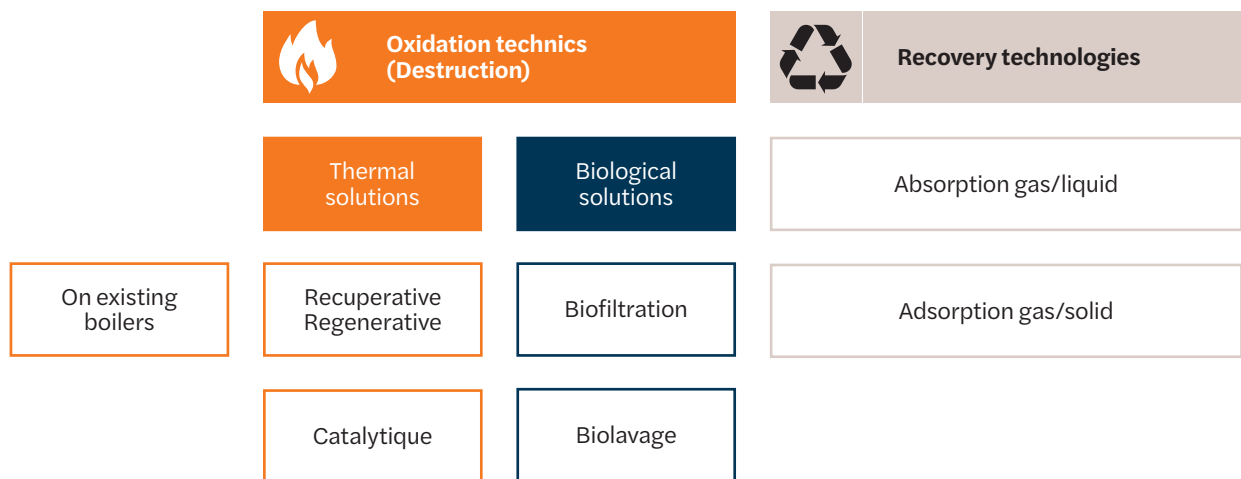 Oxidation technics
(Destruction)
Recovery technologies
Thermal
solutions
Biological
solutions
Absorption gas/liquid
On existing
boilers
Recuperative
Regenerative
Biofiltration
Adsorption gas/solid
Catalytique
Biolavage